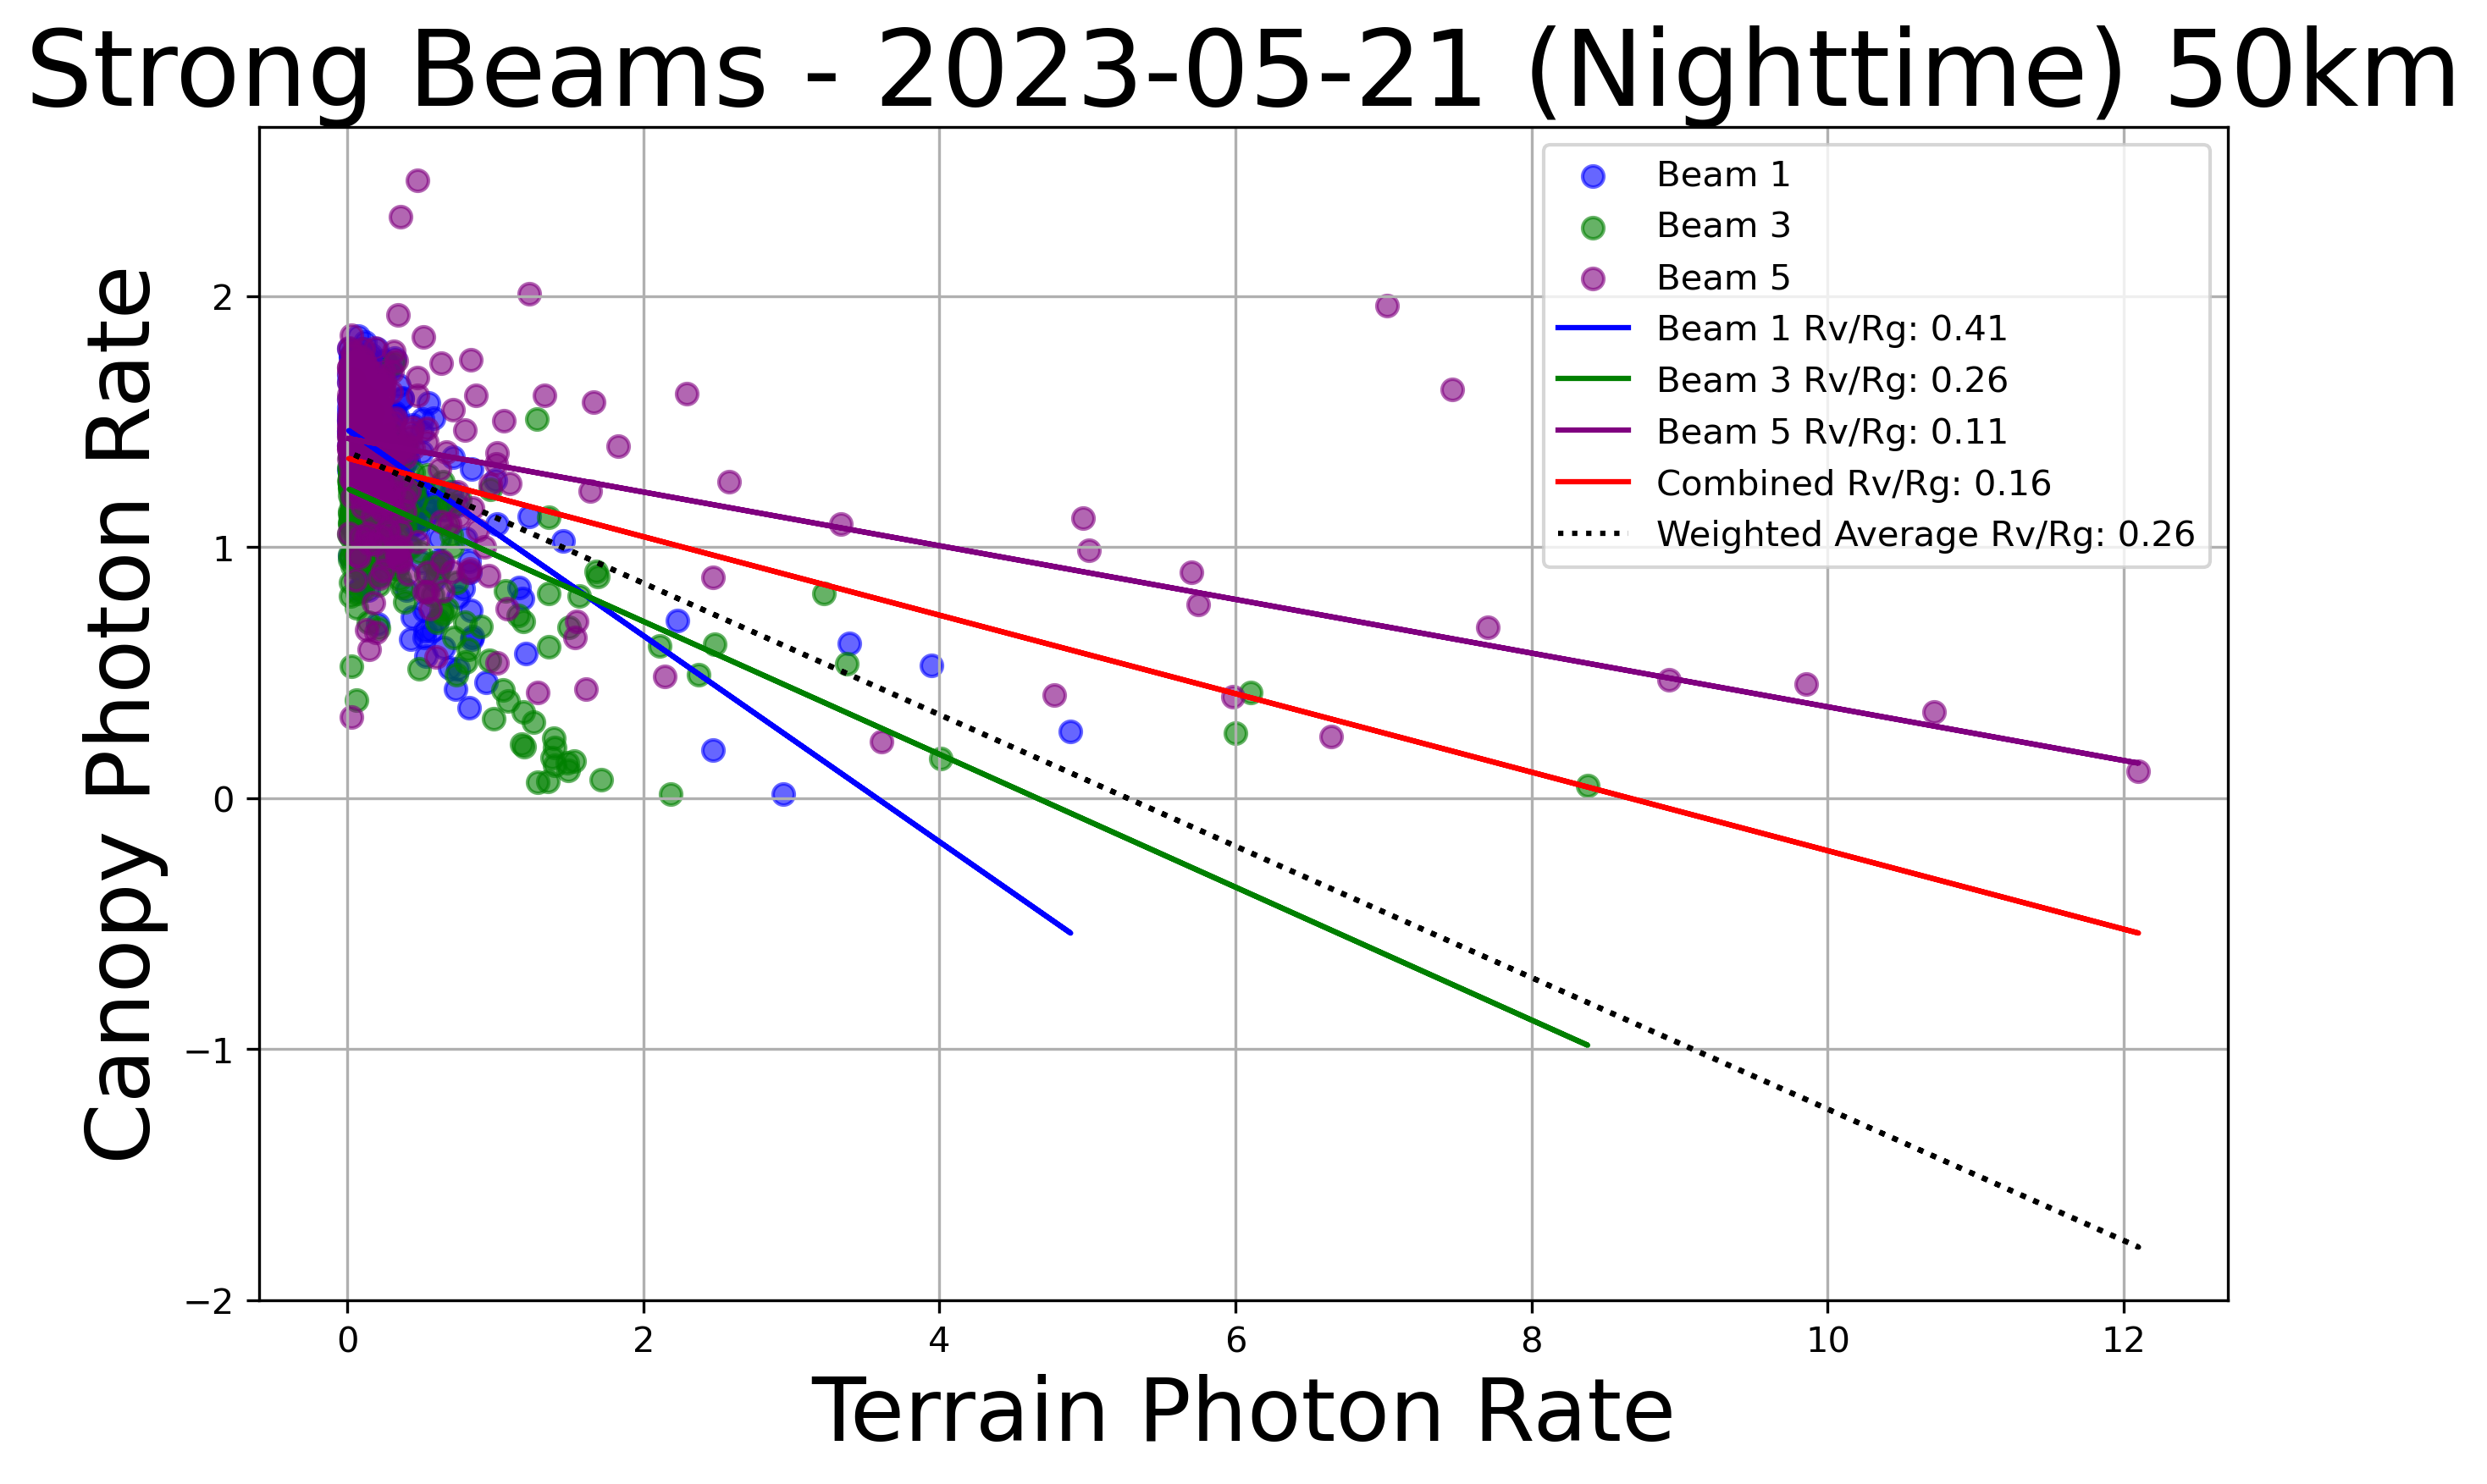 Strong Beams - 2023-05-21 (Nighttime) 50km
Canopy Photon Rate
2
1
0
−1
−2
Beam 1
Beam 3
Beam 5
Beam 1 Rv/Rg: 0.41
Beam 3 Rv/Rg: 0.26
Beam 5 Rv/Rg: 0.11
Combined Rv/Rg: 0.16
Weighted Average Rv/Rg: 0.26
0 2 4 6 8 10 12
Terrain Photon Rate